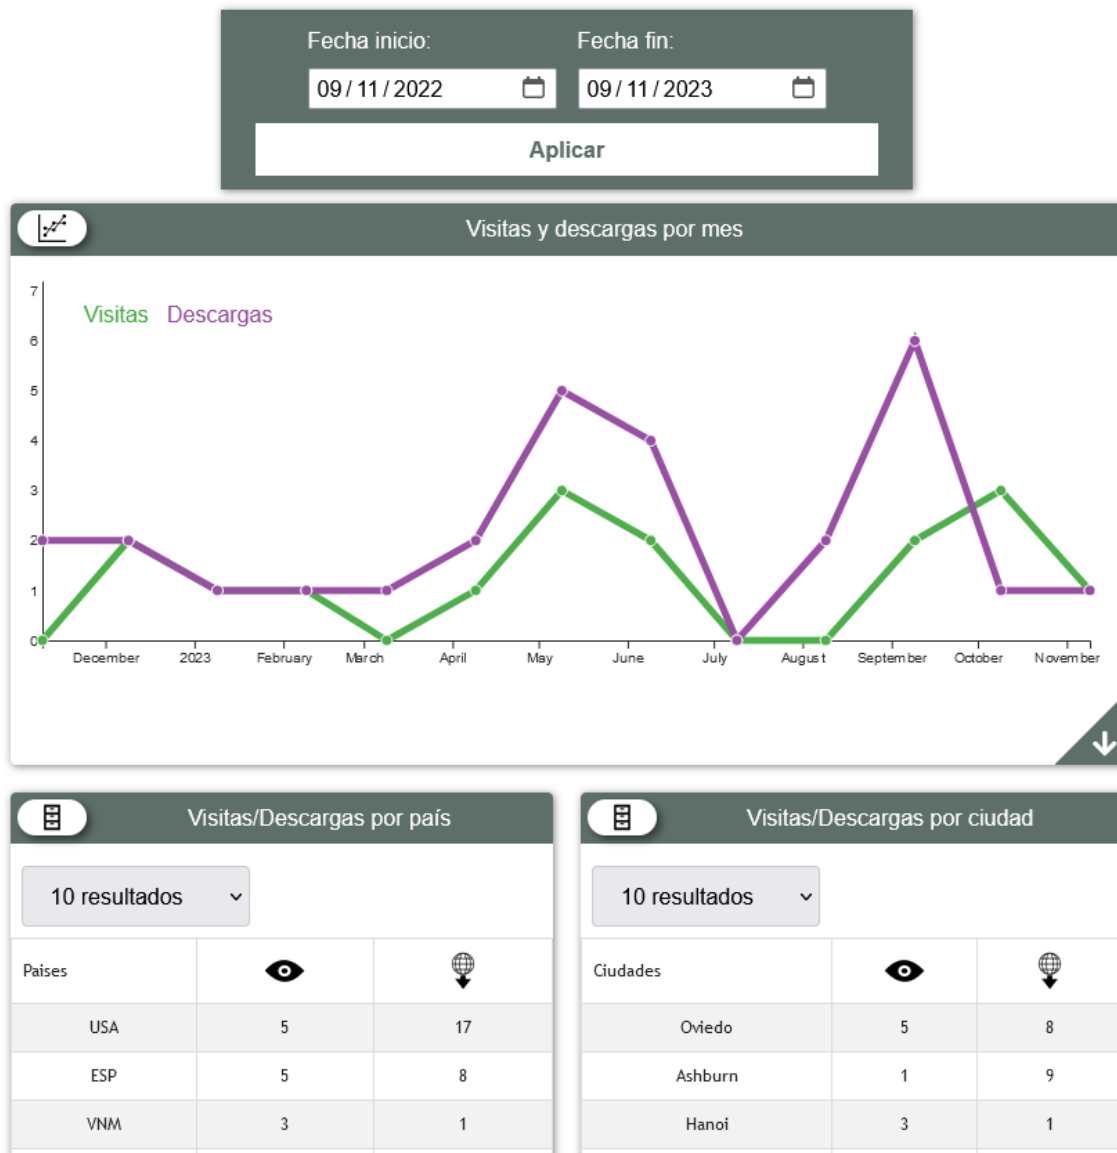 Fecha inicio: Fecha fin:
09/11/2022 09/11/2023
Aplicar
Visitas y descargas por mes
7
Visitas Descargas
6
5
4
3
2
1
0
December 2023 February March April May June July August September October November
Visitas/Descargas por país
10 resultados
Paises
USA 5 17
ESP 5 8
VNM 3 1
Visitas/Descargas por ciudad
10 resultados
Ciudades
Oviedo 5 8
Ashburn 1 9
Hanoi 3 1